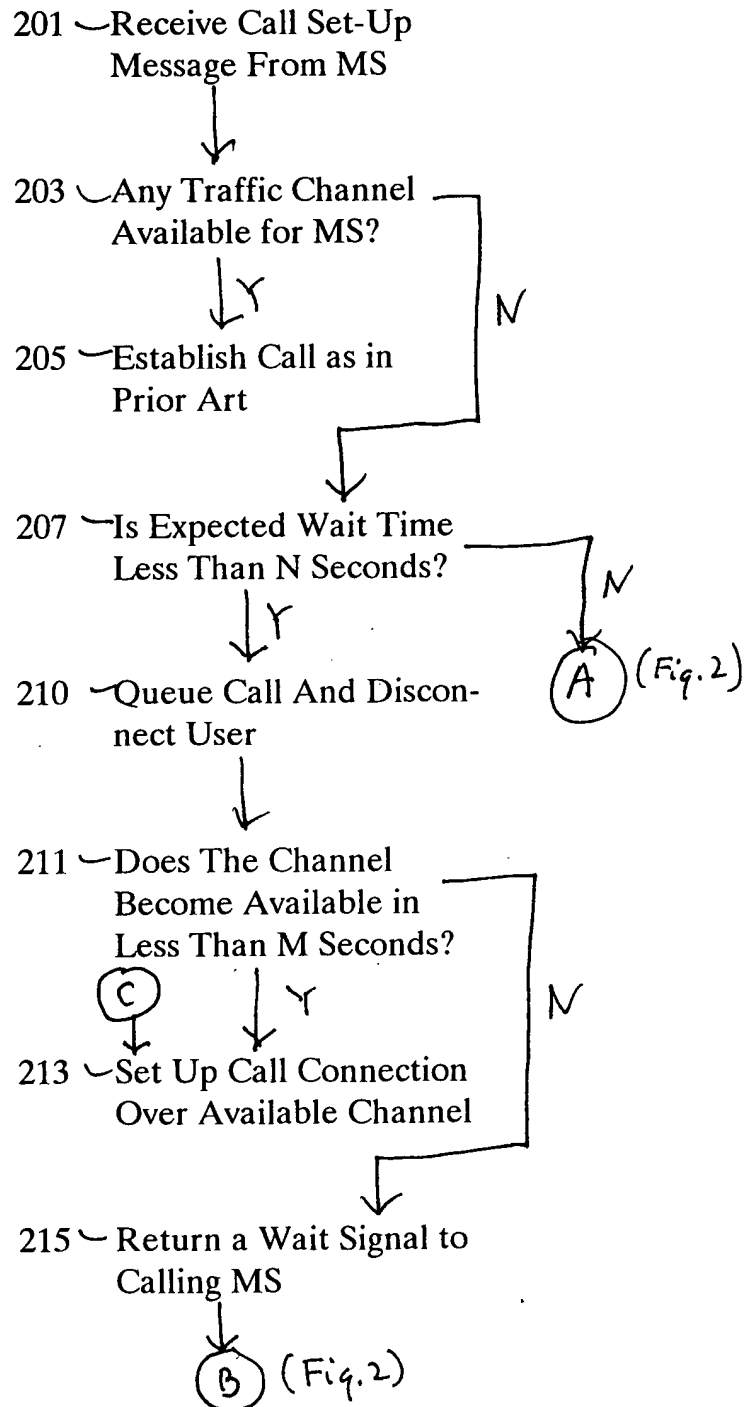 201 Receive Call Set-Up
Message From MS
203 Any Traffic Channel
Available for MS?
Y
N
205 Establish Call as in
Prior Art
207 Is Expected Wait Time
Less Than N Seconds?
Y
N
A (Fig. 2)
210 Queue Call And Discon-
nect User
211 Does The Channel
Become Available in
Less Than M Seconds?
C
Y
N
213 Set Up Call Connection
Over Available Channel
215 Return a Wait Signal to
Calling MS
B (Fig. 2)